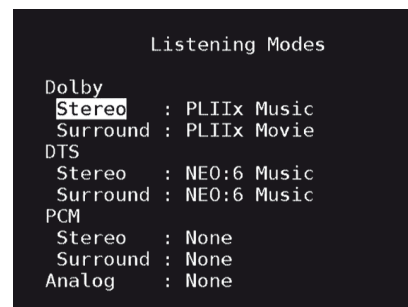 Listening Modes
Dolby
Stereo : PLIIx Music
Surround : PLIIx Movie
DTS
Stereo : NEO:6 Music
Surround : NEO:6 Music
PCM
Stereo : None
Surround : None
Analog : None